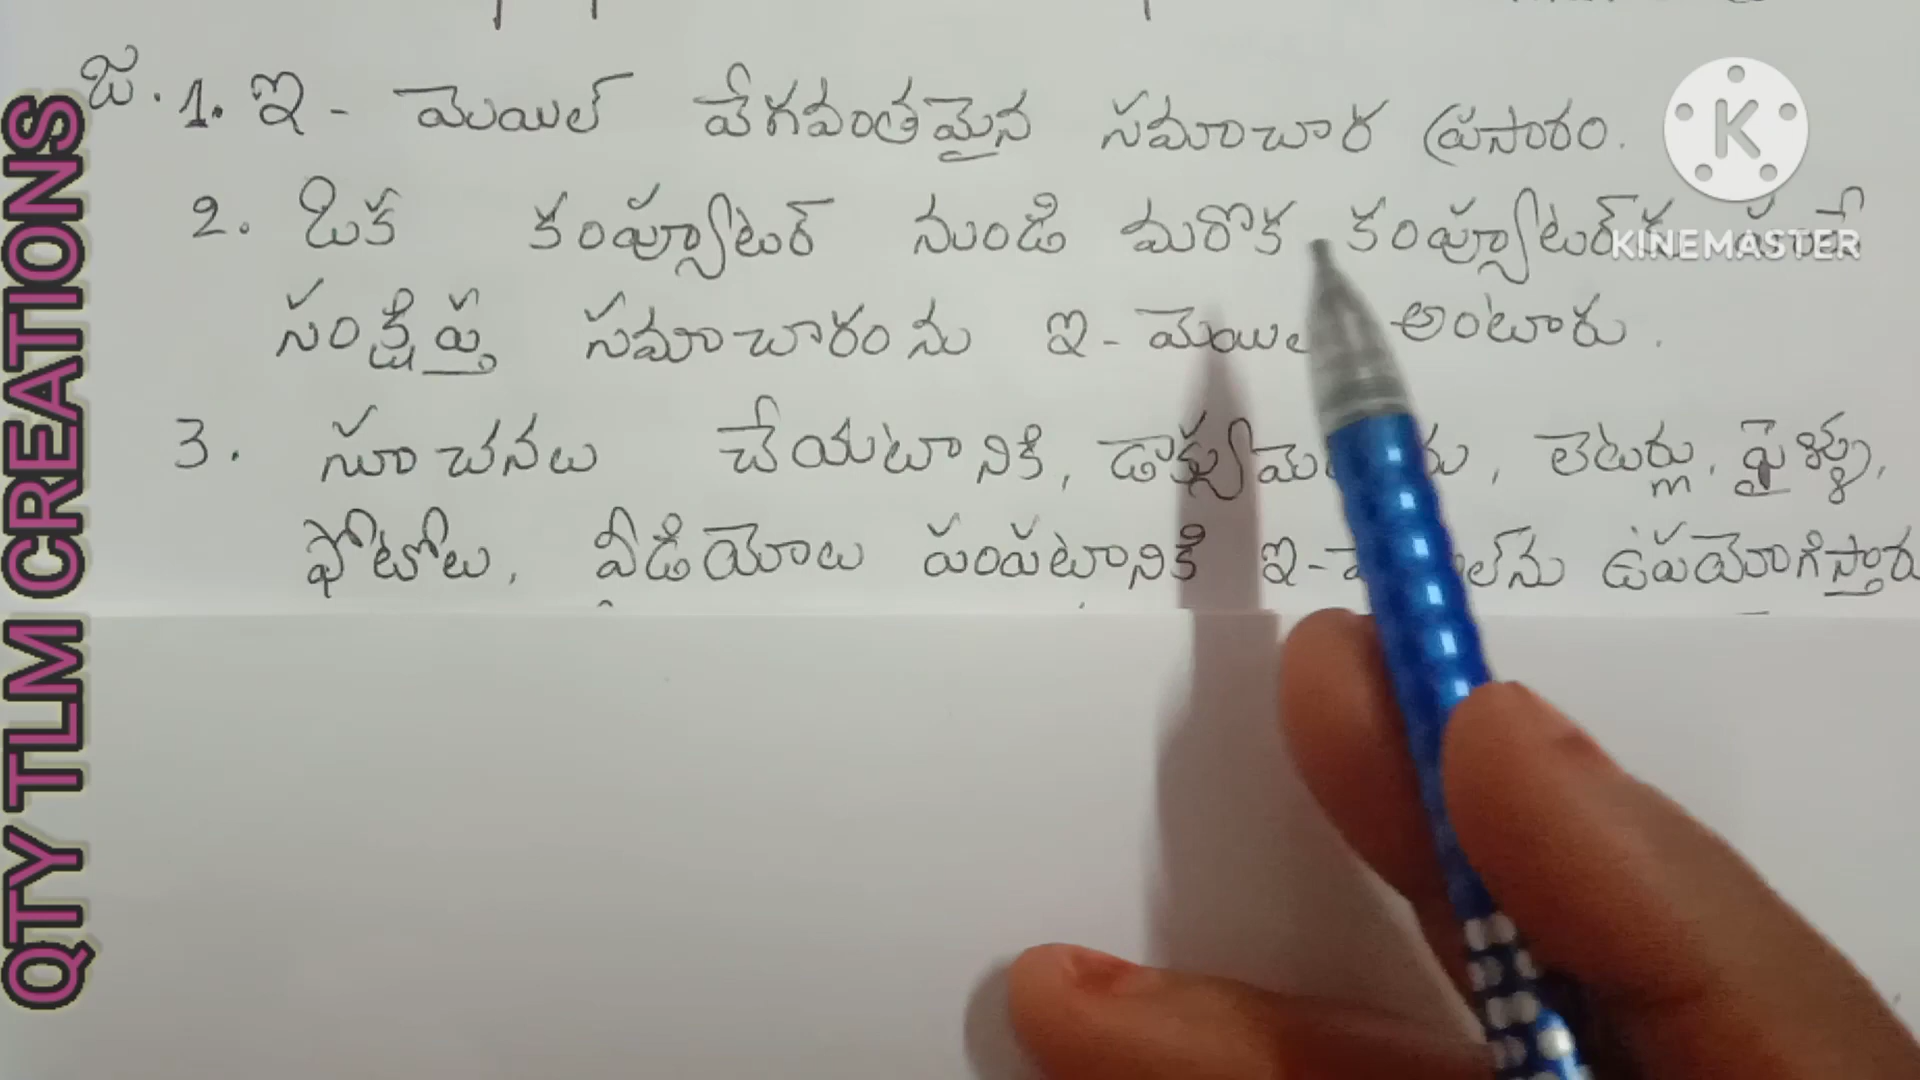 QTY TLM CREATIONS
జ. 1. ఇ - మెయిల్ వేగవంతమైన సమాచార ప్రసారం.
2. ఒక కంప్యూటర్ నుండి మరొక కంప్యూటర్‌కు పంపే
KINEMASTER
సంక్షిప్త సమాచారంను ఇ - అంటారు.
3. సూచనలు చేయటానికి, లెటర్లు, ఫైళ్ళు,
ఫోటోలు, వీడియోలు పంపటానికి ఉపయోగిస్తారు